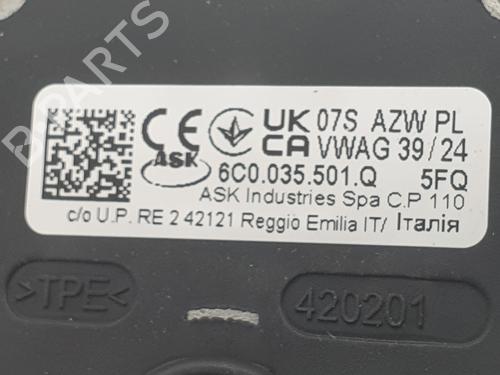 CE UK CA 07S AZW PL
VWAG 39/24
ASK
6C0.035.501.Q 5FQ
ASK Industries Spa C.P 110
c/o U.P. RE 2 42121 Reggio Emilia IT/ Італія
>TPE<
420201
B-PARTS